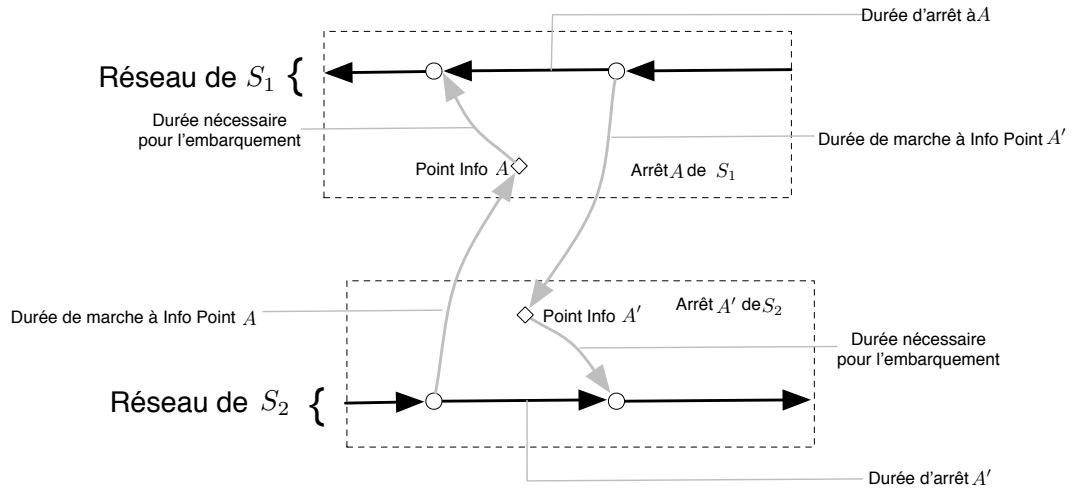 Durée d'arrêt à A
Réseau de S₁ {
Durée nécessaire
pour l'embarquement
Durée de marche à Info Point A′
Point Info A
Arrêt A de S₁
Arrêt A′ de S₂
Durée de marche à Info Point A
Point Info A′
Durée nécessaire
pour l'embarquement
Réseau de S₂ {
Durée d'arrêt A′